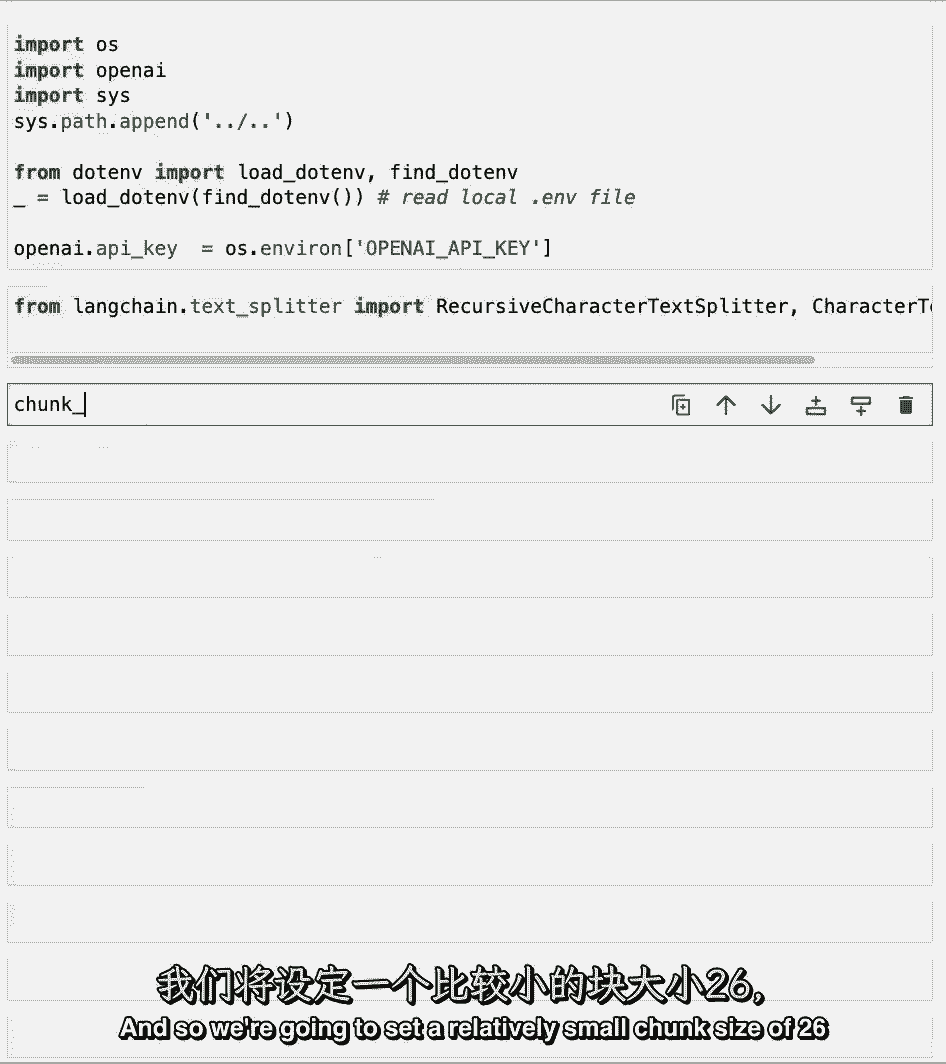 import os
import openai
import sys
sys.path.append('../..')
from dotenv import load_dotenv, find_dotenv
_ = load_dotenv(find_dotenv()) # read local .env file
openai.api_key  = os.environ['OPENAI_API_KEY']
from langchain.text_splitter import RecursiveCharacterTextSplitter, CharacterT
chunk_
我们将设定一个比较小的块大小26,
And so we're going to set a relatively small chunk size of 26